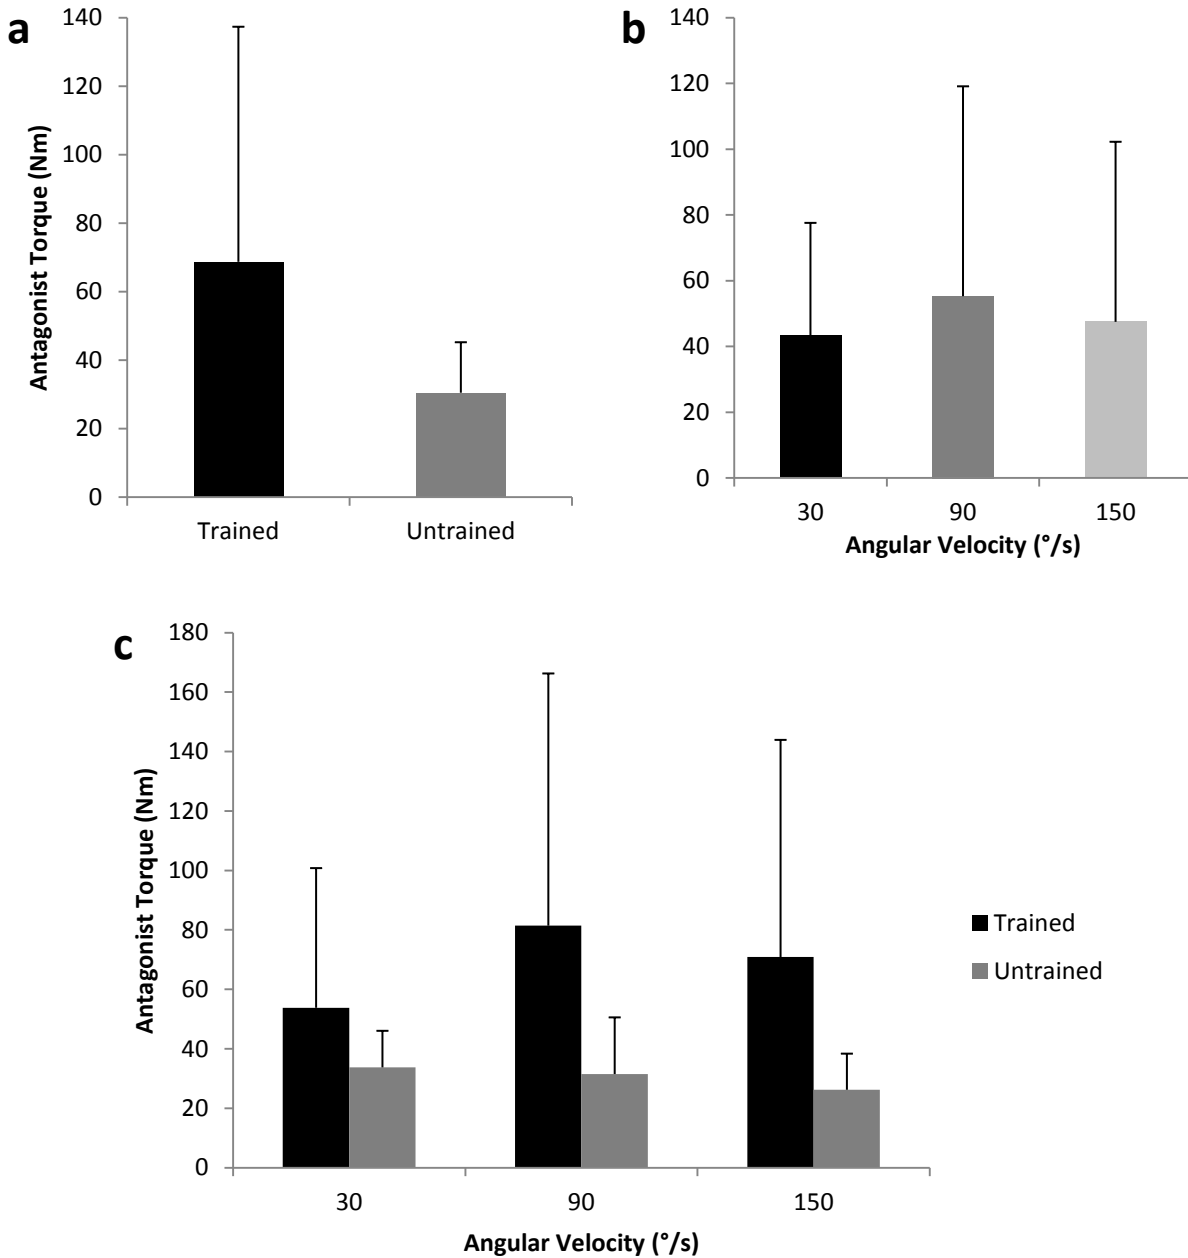 a
140
120
100
80
60
40
20
0
Antagonist Torque (Nm)
Trained Untrained
b
140
120
100
80
60
40
20
0
30 90 150
Angular Velocity (°/s)
c
180
160
140
120
100
80
60
40
20
0
Antagonist Torque (Nm)
30 90 150
Angular Velocity (°/s)
Trained
Untrained